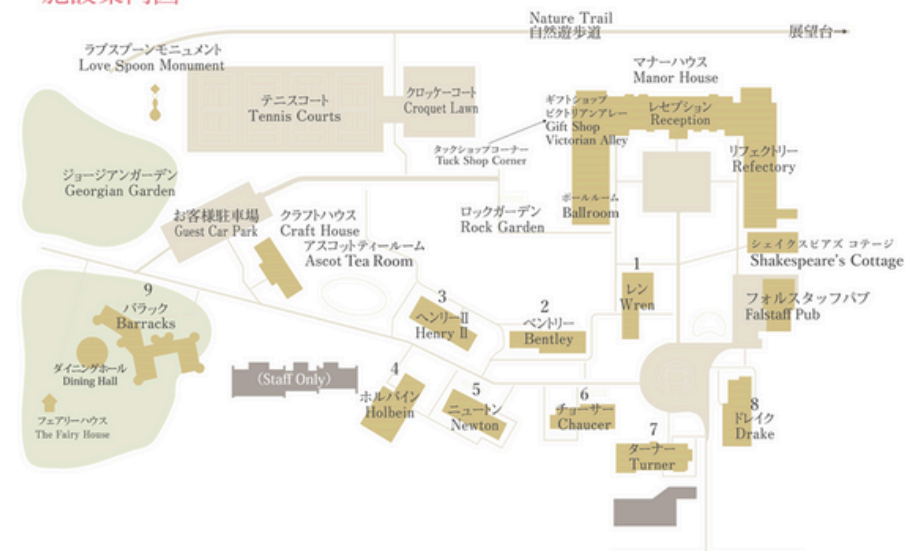 施設案内図
Nature Trail
自然遊歩道
展望台→
ラブスプーンモニュメント
Love Spoon Monument
テニスコート
Tennis Courts
クロッケーコート
Croquet Lawn
マナーハウス
Manor House
ギフトショップ
ビクトリアンアレー
Gift Shop
Victorian Alley
レセプション
Reception
タックショップコーナー
Tuck Shop Corner
リフェクトリー
Refectory
ジョージアンガーデン
Georgian Garden
お客様駐車場
Guest Car Park
クラフトハウス
Craft House
アスコットティールーム
Ascot Tea Room
ロックガーデン
Rock Garden
ボールルーム
Ballroom
シェイクスピアズ コテージ
Shakespeare's Cottage
1
レン
Wren
フォルスタッフパブ
Falstaff Pub
9
バラック
Barracks
3
ヘンリーII
Henry II
2
ベントリー
Bentley
ダイニングホール
Dining Hall
(Staff Only)
4
ホルバイン
Holbein
5
ニュートン
Newton
6
チョーサー
Chaucer
8
ドレイク
Drake
フェアリーハウス
The Fairy House
7
ターナー
Turner